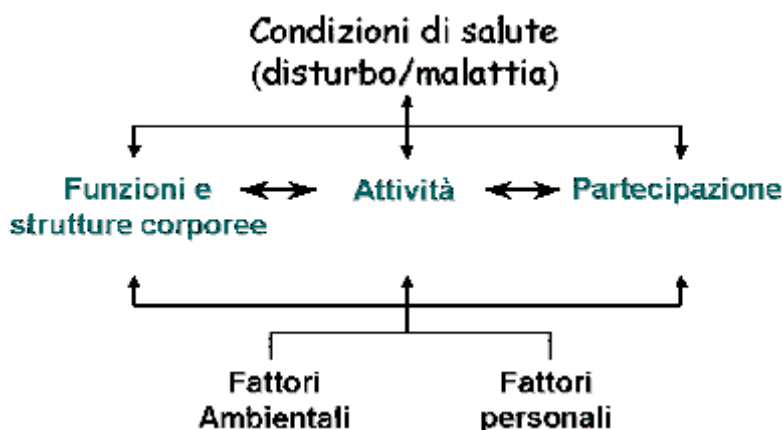 Condizioni di salute
(disturbo/malattia)
Funzioni e
strutture corporee
Attività
Partecipazione
Fattori
Ambientali
Fattori
personali